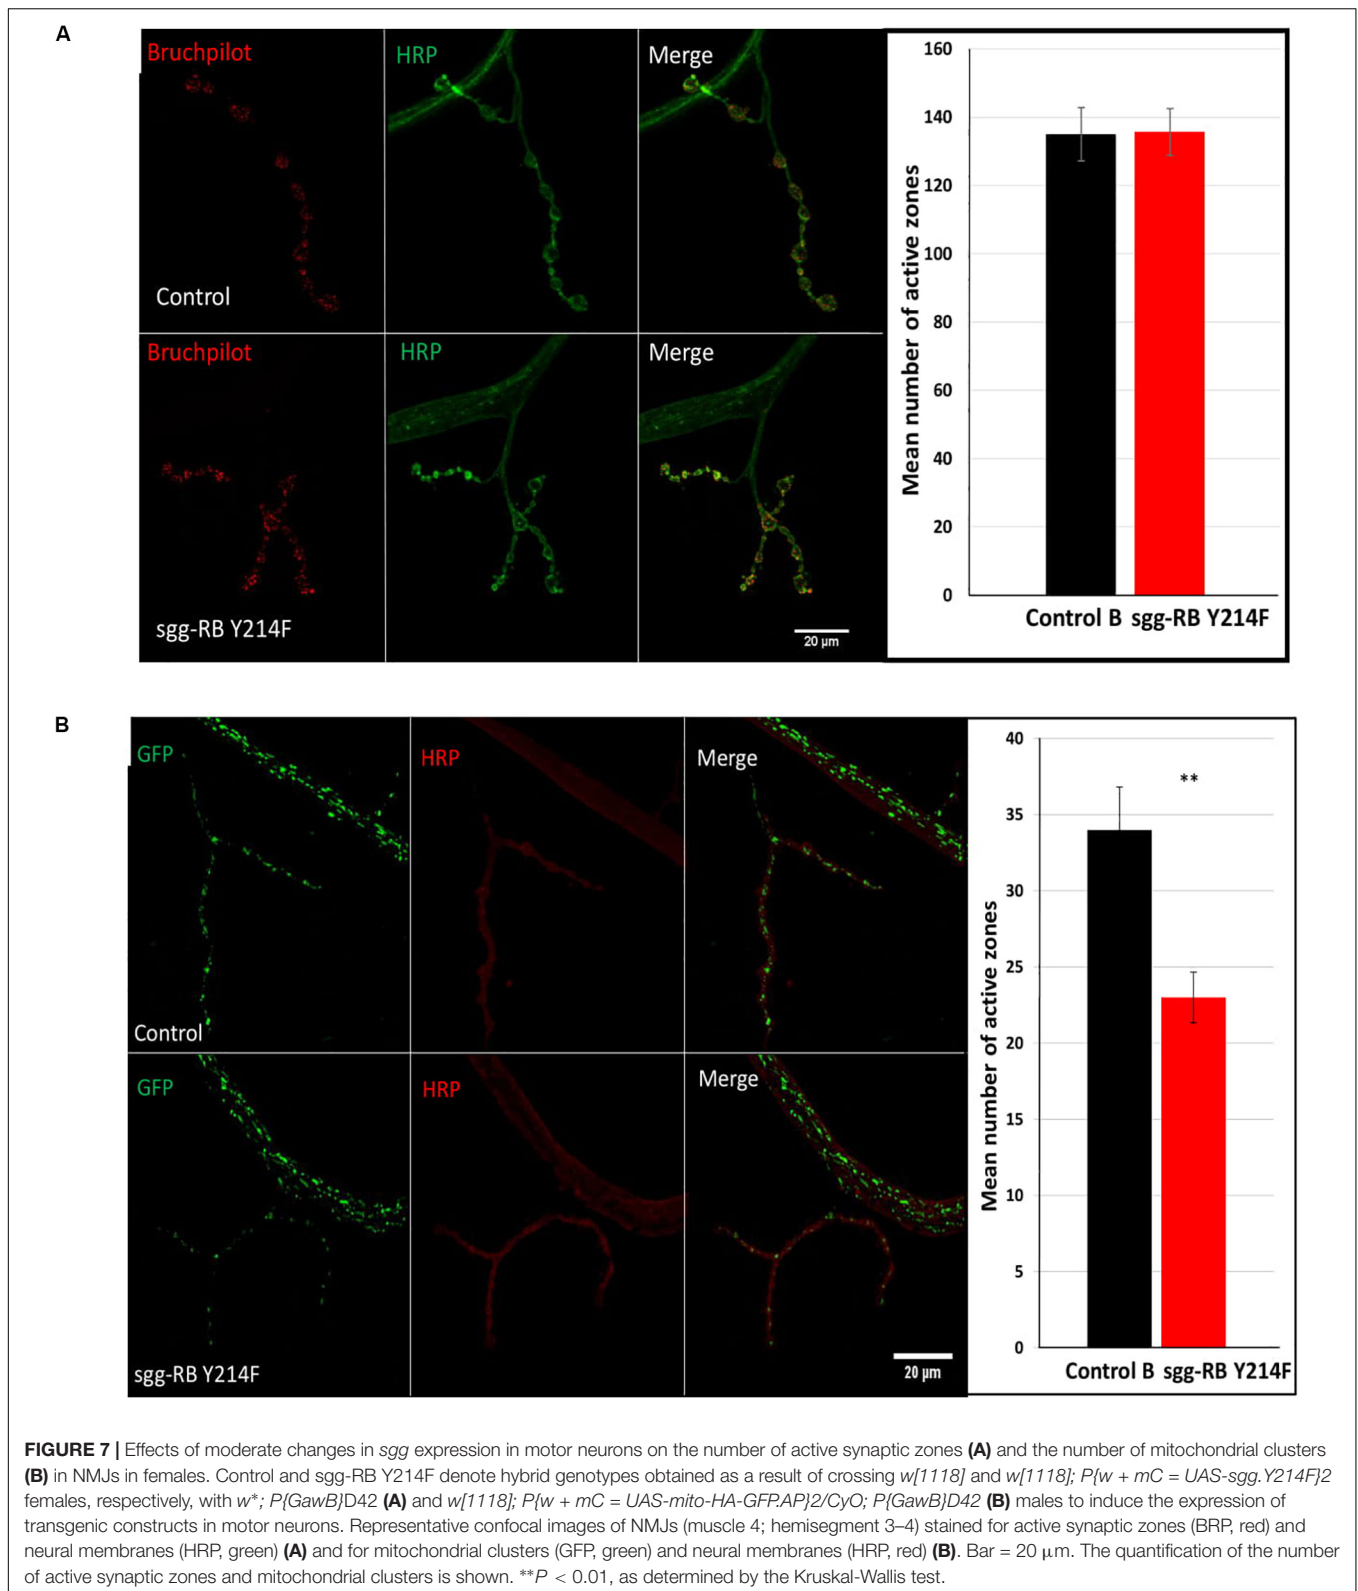 A
Bruchpilot
HRP
Merge
Control
Bruchpilot
HRP
Merge
sgg-RB Y214F
20 µm
160
140
120
100
80
60
40
20
0
Mean number of active zones
Control B sgg-RB Y214F
B
GFP
HRP
Merge
Control
GFP
HRP
Merge
sgg-RB Y214F
20 µm
40
35
30
25
20
15
10
5
0
**
Mean number of active zones
Control B sgg-RB Y214F
FIGURE 7 | Effects of moderate changes in sgg expression in motor neurons on the number of active synaptic zones (A) and the number of mitochondrial clusters
(B) in NMJs in females. Control and sgg-RB Y214F denote hybrid genotypes obtained as a result of crossing w[1118] and w[1118]; P{w + mC = UAS-sgg.Y214F}2
females, respectively, with w*; P{GawB}D42 (A) and w[1118]; P{w + mC = UAS-mito-HA-GFP.AP}2/CyO; P{GawB}D42 (B) males to induce the expression of
transgenic constructs in motor neurons. Representative confocal images of NMJs (muscle 4; hemisegment 3–4) stained for active synaptic zones (BRP, red) and
neural membranes (HRP, green) (A) and for mitochondrial clusters (GFP, green) and neural membranes (HRP, red) (B). Bar = 20 µm. The quantification of the number
of active synaptic zones and mitochondrial clusters is shown. **P < 0.01, as determined by the Kruskal-Wallis test.